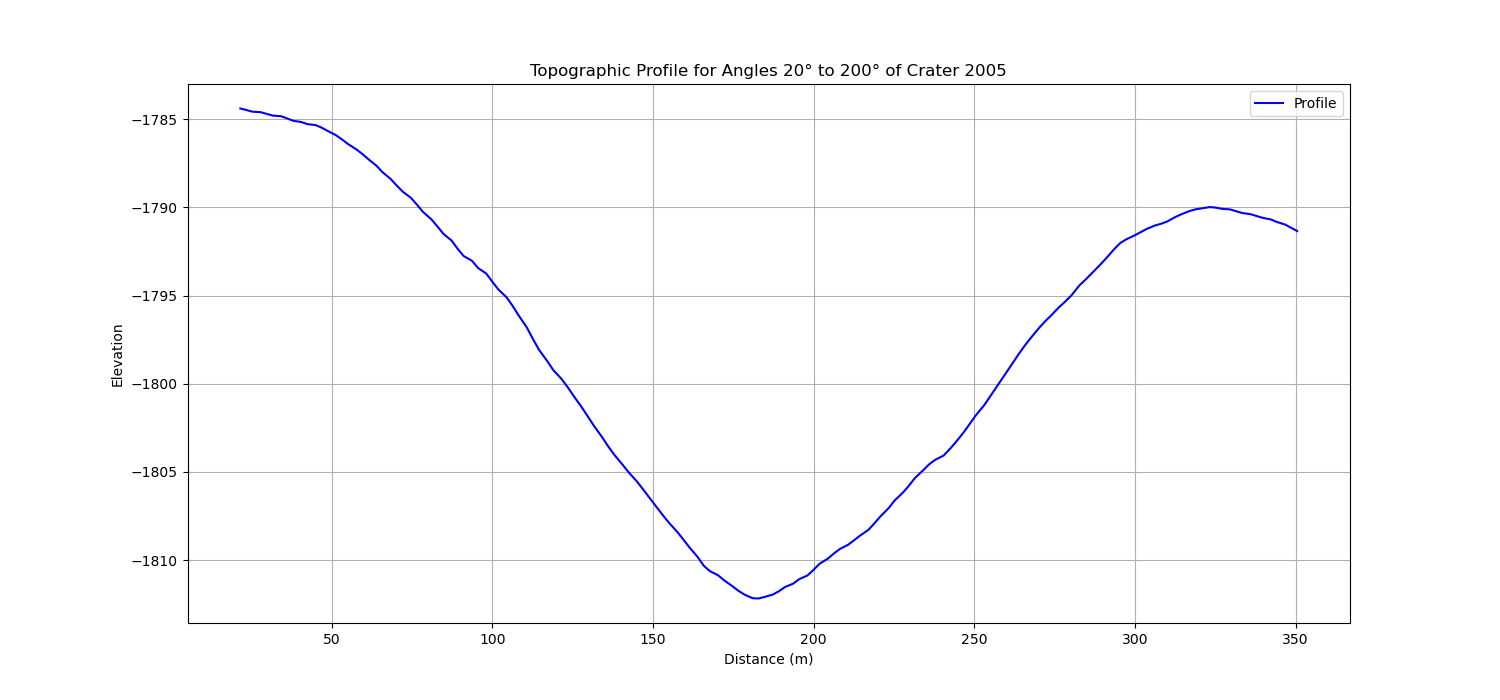 Topographic Profile for Angles 20° to 200° of Crater 2005
Profile
−1785
−1790
−1795
−1800
−1805
−1810
Elevation
50 100 150 200 250 300 350
Distance (m)